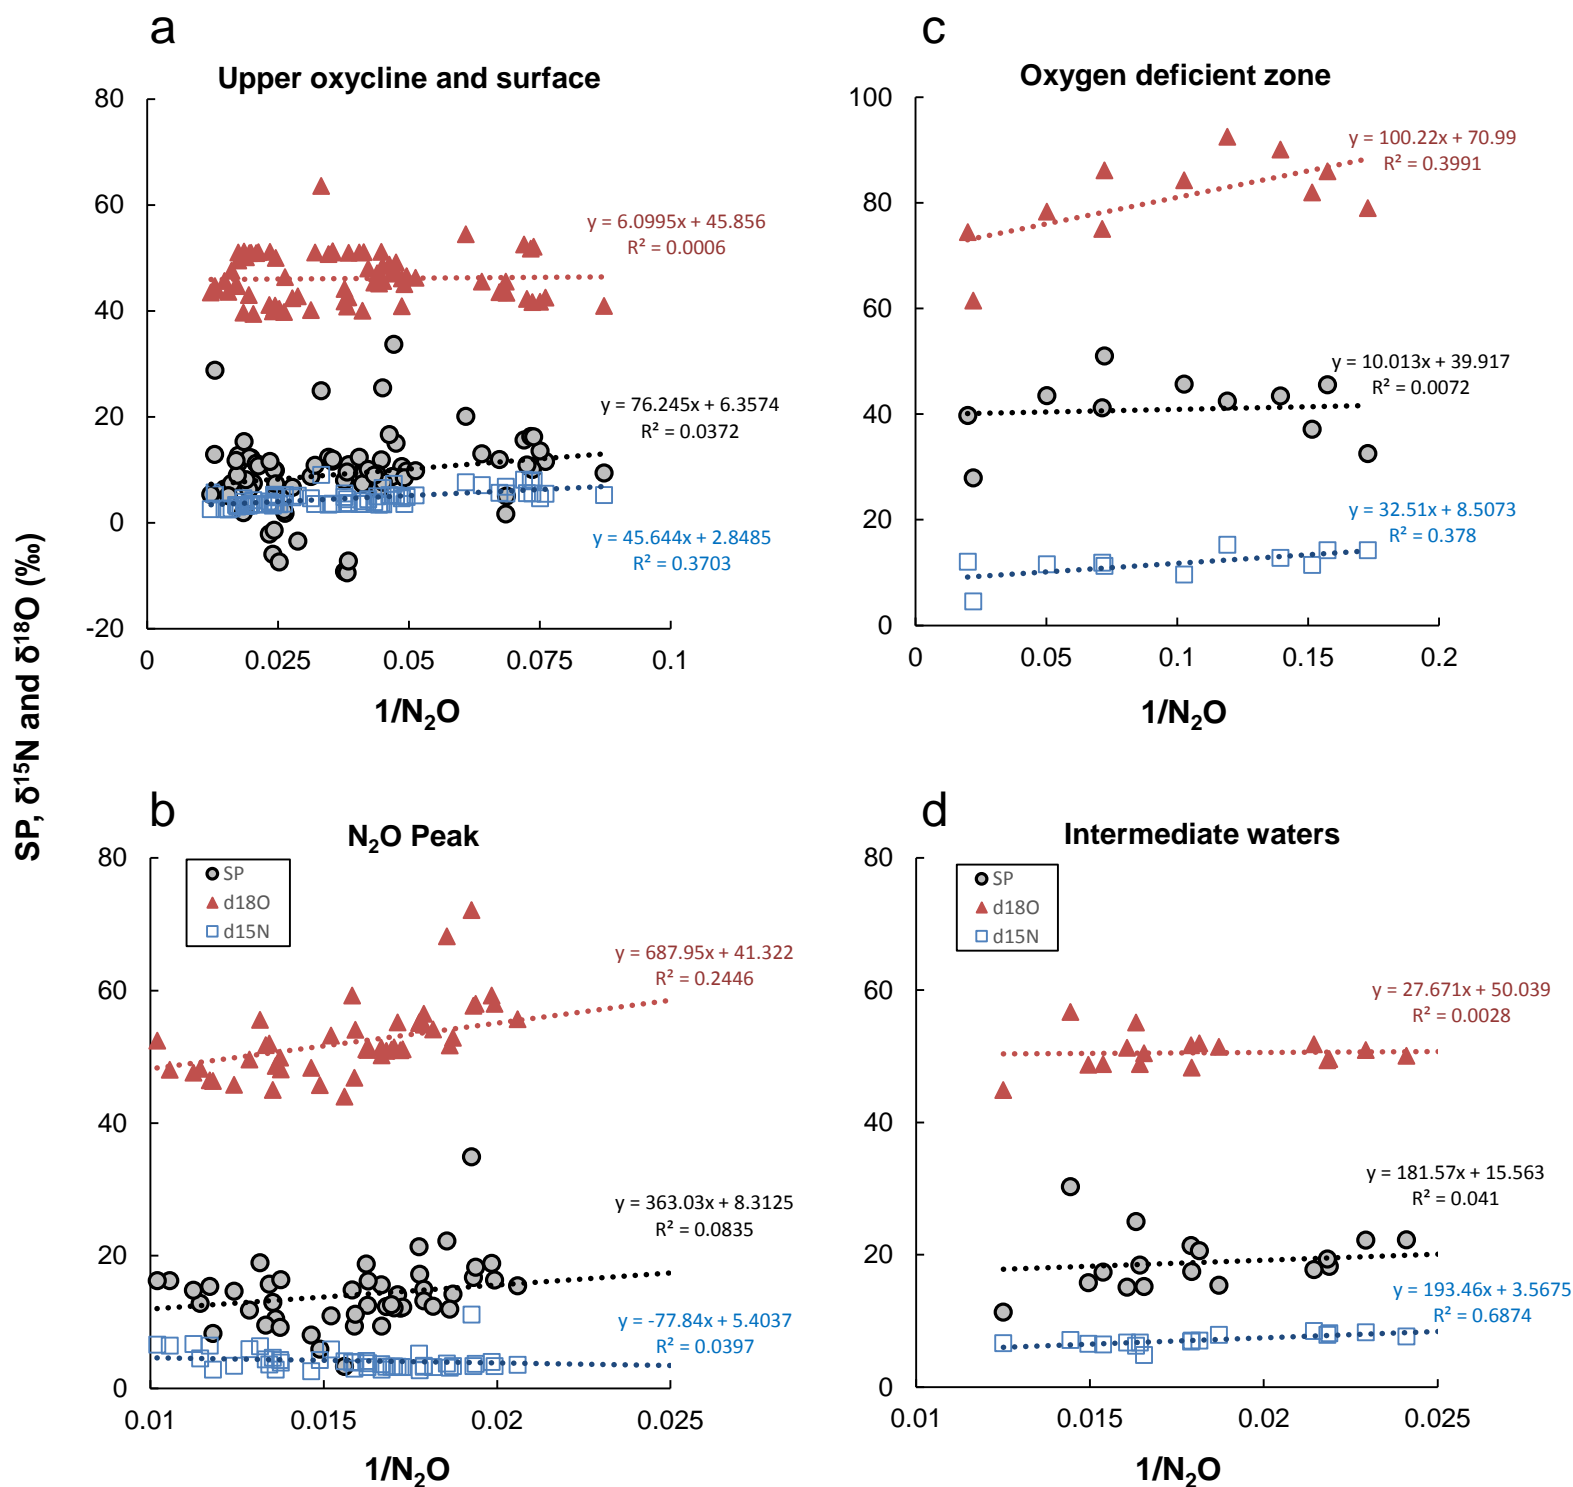 a
Upper oxycline and surface
80
60
40
20
0
-20
0 0.025 0.05 0.075 0.1
1/N₂O
y = 6.0995x + 45.856
R² = 0.0006
y = 76.245x + 6.3574
R² = 0.0372
y = 45.644x + 2.8485
R² = 0.3703
c
Oxygen deficient zone
100
80
60
40
20
0
0 0.05 0.1 0.15 0.2
1/N₂O
y = 100.22x + 70.99
R² = 0.3991
y = 10.013x + 39.917
R² = 0.0072
y = 32.51x + 8.5073
R² = 0.378
SP, δ¹⁵N and δ¹⁸O (‰)
b
N₂O Peak
80
60
40
20
0
0.01 0.015 0.02 0.025
1/N₂O
SP
d18O
d15N
y = 687.95x + 41.322
R² = 0.2446
y = 363.03x + 8.3125
R² = 0.0835
y = -77.84x + 5.4037
R² = 0.0397
d
Intermediate waters
80
60
40
20
0
0.01 0.015 0.02 0.025
1/N₂O
SP
d18O
d15N
y = 27.671x + 50.039
R² = 0.0028
y = 181.57x + 15.563
R² = 0.041
y = 193.46x + 3.5675
R² = 0.6874